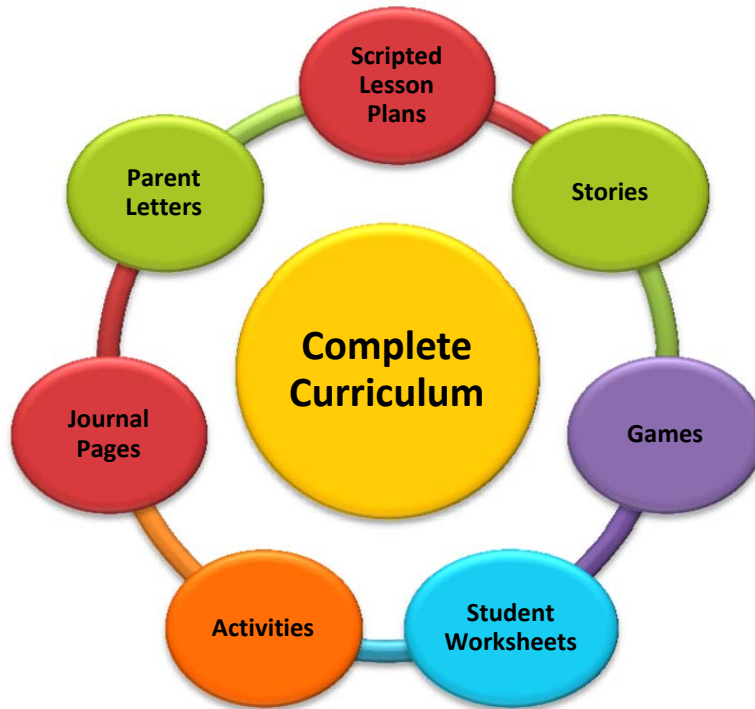 Scripted
Lesson
Plans
Parent
Letters
Stories
Complete
Curriculum
Journal
Pages
Games
Activities
Student
Worksheets